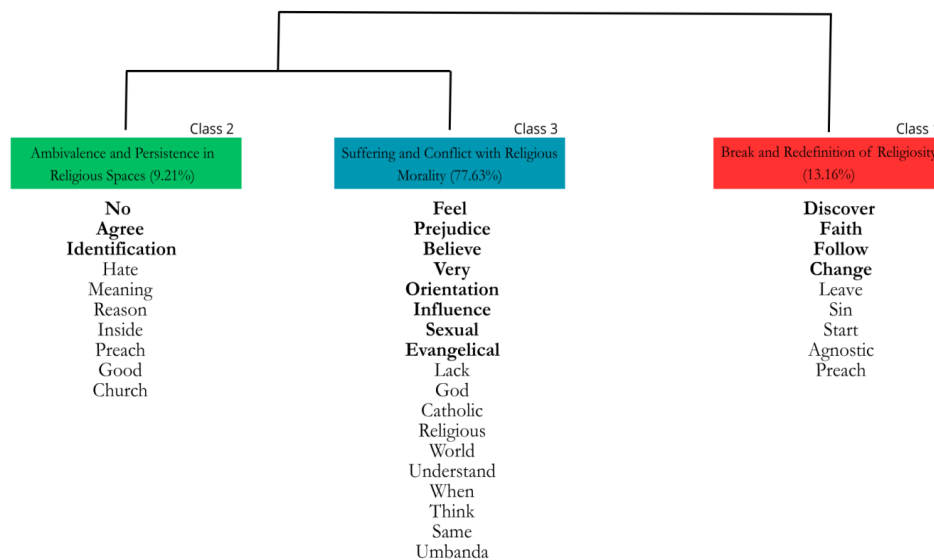 Class 2
Ambivalence and Persistence in
Religious Spaces (9.21%)
No
Agree
Identification
Hate
Meaning
Reason
Inside
Preach
Good
Church
Class 3
Suffering and Conflict with Religious
Morality (77.63%)
Feel
Prejudice
Believe
Very
Orientation
Influence
Sexual
Evangelical
Lack
God
Catholic
Religious
World
Understand
When
Think
Same
Umbanda
Class
Break and Redefinition of Religiosity
(13.16%)
Discover
Faith
Follow
Change
Leave
Sin
Start
Agnostic
Preach